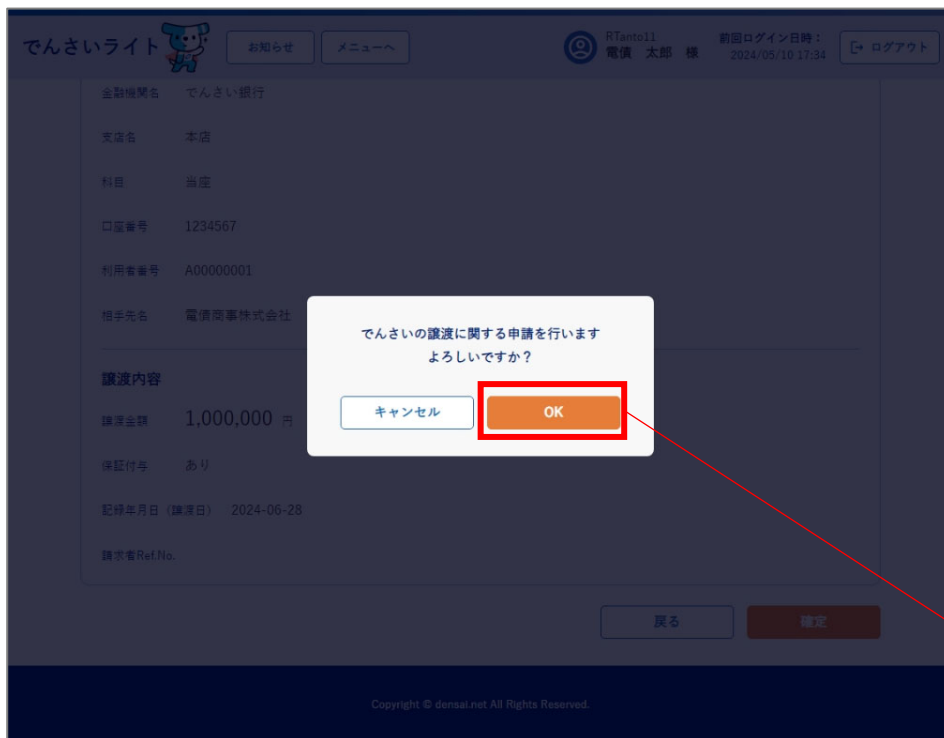 でんさいライト
お知らせ
メニューへ
RTanto11
電債 太郎 様
前回ログイン日時：
2024/05/10 17:34
ログアウト
金融機関名 でんさい銀行
支店名 本店
科目 当座
口座番号 1234567
利用者番号 A00000001
相手先名 電債商事株式会社
でんさいの譲渡に関する申請を行います
よろしいですか？
キャンセル
OK
譲渡内容
譲渡金額 1,000,000 円
保証付与 あり
記録年月日（譲渡日） 2024-06-28
請求者Ref.No.
戻る
確定
Copyright © densai.net All Rights Reserved.